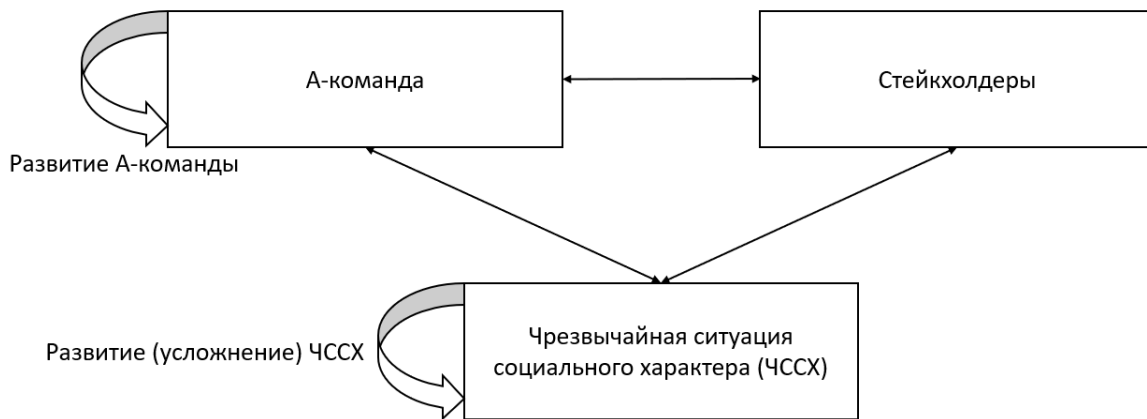 А-команда
Стейкхолдеры
Развитие А-команды
Развитие (усложнение) ЧССХ
Чрезвычайная ситуация
социального характера (ЧССХ)